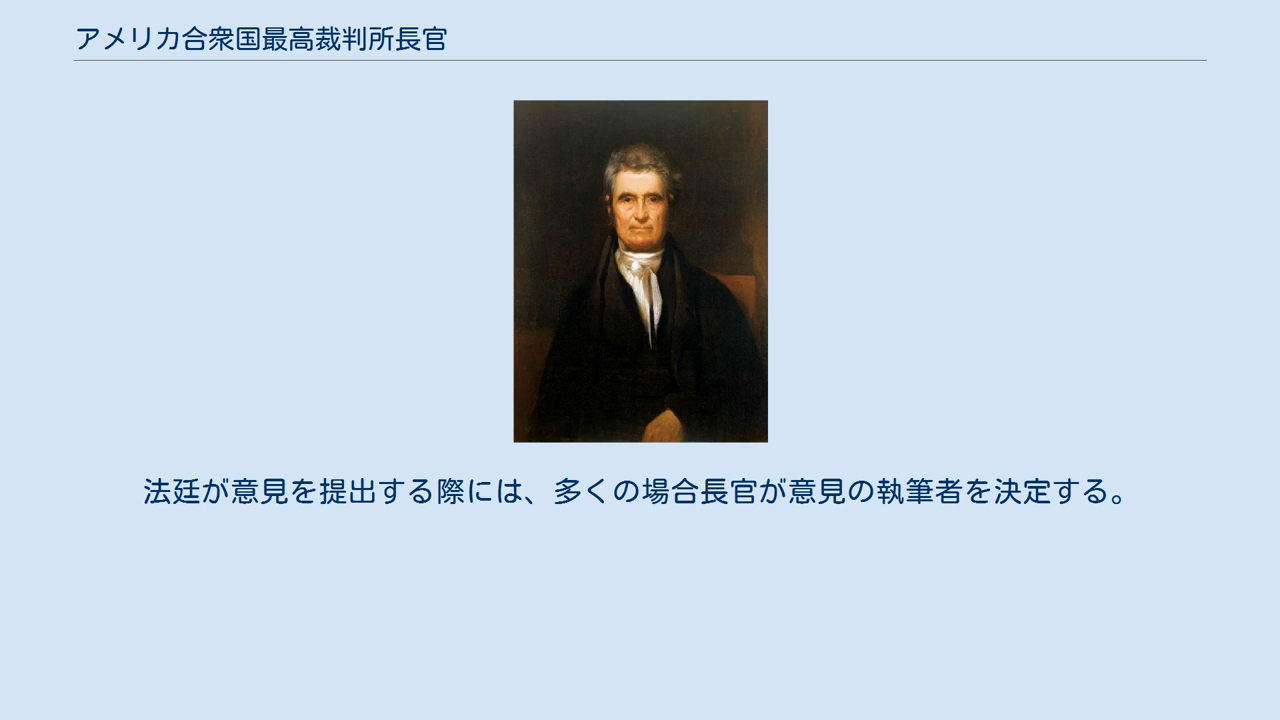 アメリカ合衆国最高裁判所長官
法廷が意見を提出する際には、多くの場合長官が意見の執筆者を決定する。